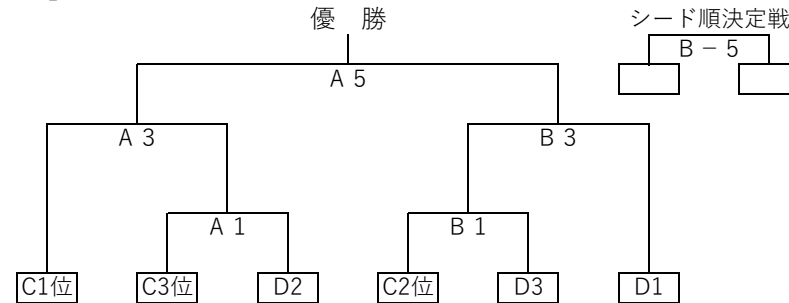 優　勝
シード順決定戦
B－5
A 5
A 3
B 3
A 1
B 1
C1位
C3位
D2
C2位
D3
D1